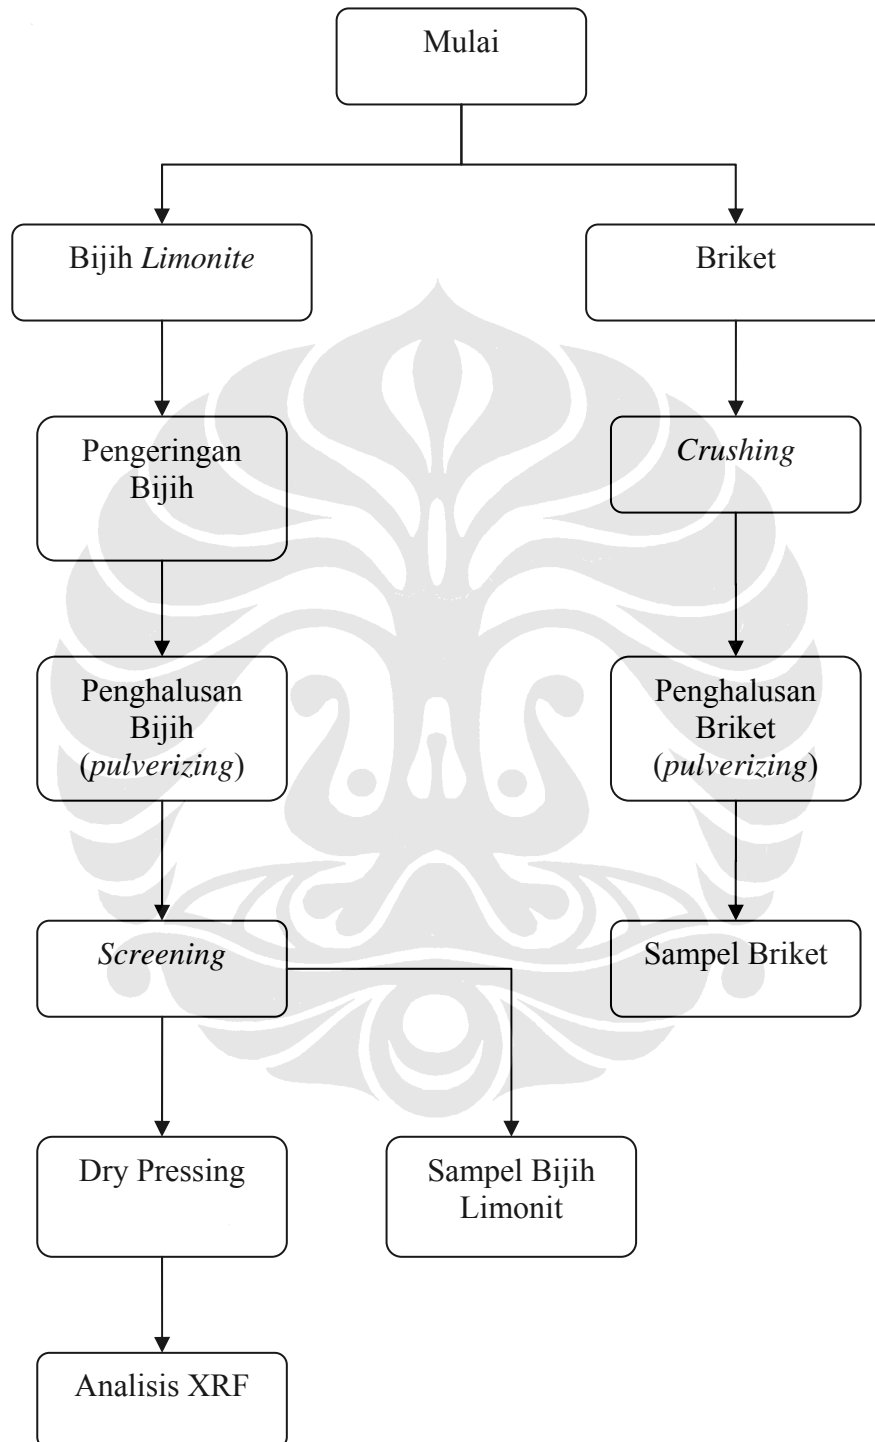 Mulai
Bijih Limonite
Briket
Pengeringan
Bijih
Crushing
Penghalusan
Bijih
(pulverizing)
Penghalusan
Briket
(pulverizing)
Screening
Sampel Briket
Dry Pressing
Sampel Bijih
Limonit
Analisis XRF